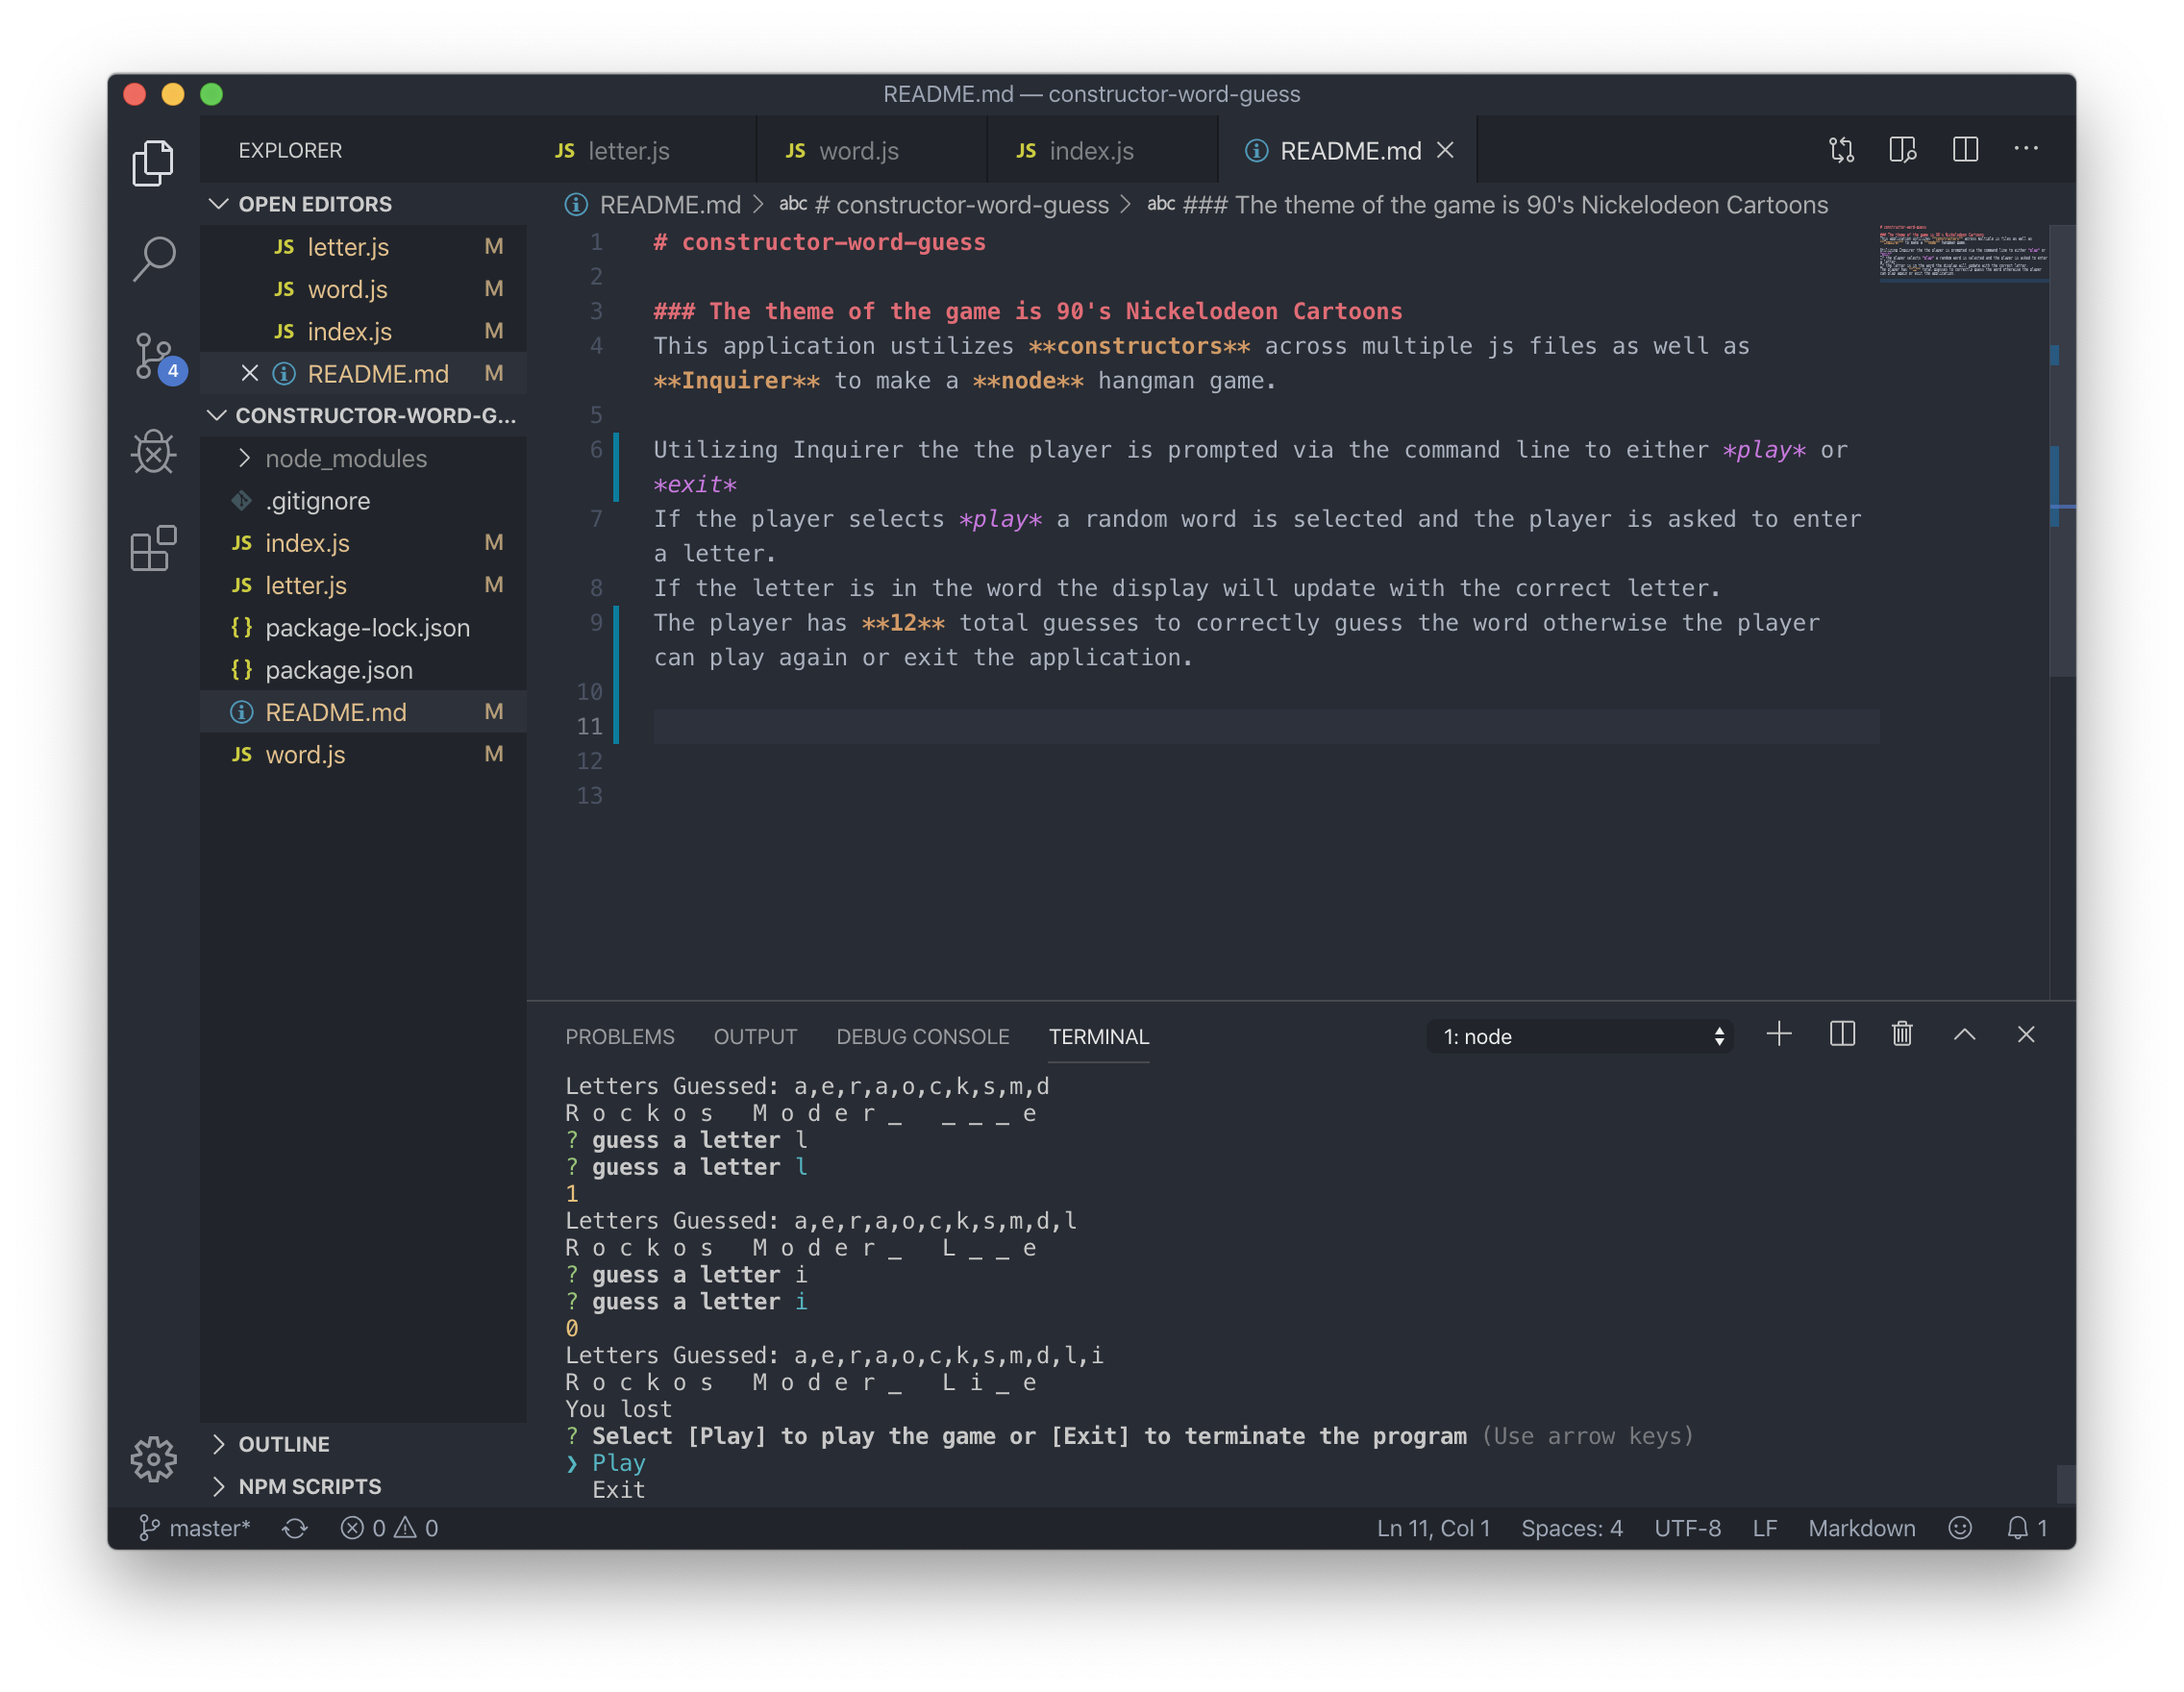 README.md — constructor-word-guess
EXPLORER
JS letter.js
JS word.js
JS index.js
README.md
OPEN EDITORS
JS letter.js M
JS word.js M
JS index.js M
README.md M
4
CONSTRUCTOR-WORD-G...
node_modules
.gitignore
JS index.js M
JS letter.js M
{} package-lock.json
{} package.json
README.md M
JS word.js M
OUTLINE
NPM SCRIPTS
README.md > abc # constructor-word-guess > abc ### The theme of the game is 90's Nickelodeon Cartoons
1 # constructor-word-guess
2
3 ### The theme of the game is 90's Nickelodeon Cartoons
4 This application ustilizes **constructors** across multiple js files as well as
**Inquirer** to make a **node** hangman game.
5
6 Utilizing Inquirer the the player is prompted via the command line to either *play* or
*exit*
7 If the player selects *play* a random word is selected and the player is asked to enter
a letter.
8 If the letter is in the word the display will update with the correct letter.
9 The player has **12** total guesses to correctly guess the word otherwise the player
can play again or exit the application.
10
11
12
13
PROBLEMS OUTPUT DEBUG CONSOLE TERMINAL 1: node
Letters Guessed: a,e,r,a,o,c,k,s,m,d
R o c k o s   M o d e r _   _ _ _ e
? guess a letter l
? guess a letter l
1
Letters Guessed: a,e,r,a,o,c,k,s,m,d,l
R o c k o s   M o d e r _   L _ _ e
? guess a letter i
? guess a letter i
0
Letters Guessed: a,e,r,a,o,c,k,s,m,d,l,i
R o c k o s   M o d e r _   L i _ e
You lost
? Select [Play] to play the game or [Exit] to terminate the program (Use arrow keys)
❯ Play
Exit
master* 0 0 Ln 11, Col 1 Spaces: 4 UTF-8 LF Markdown 1